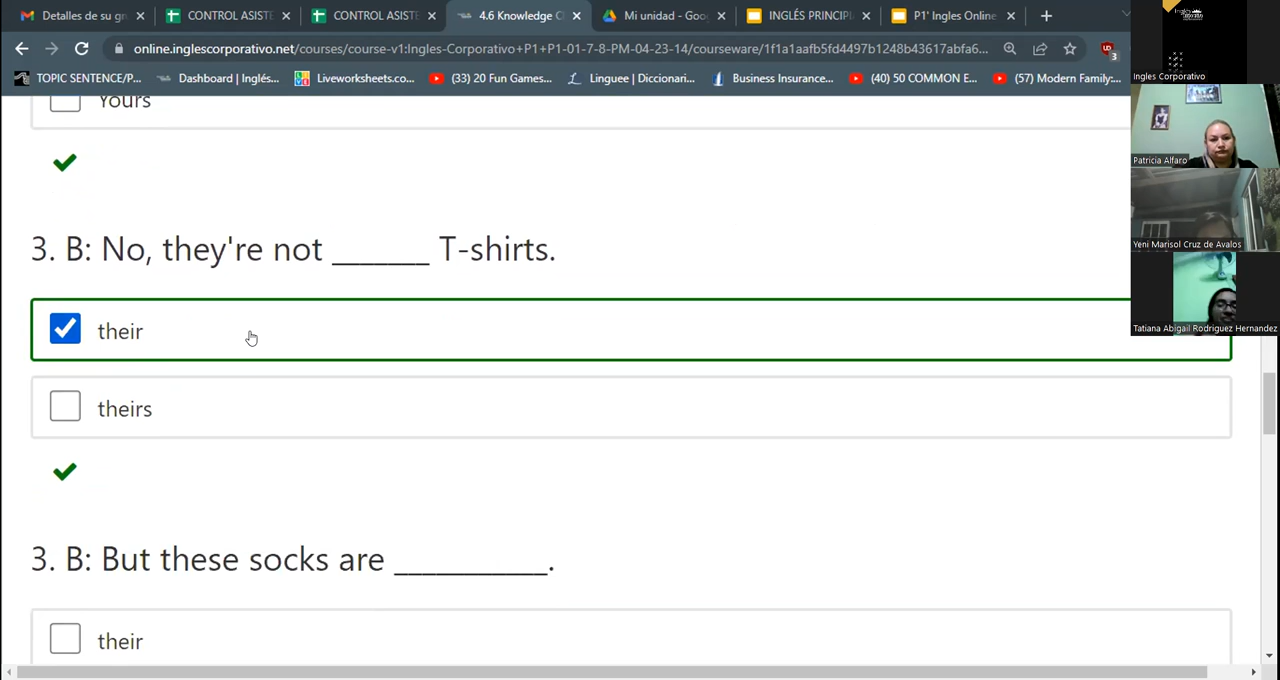 Detalles de su gr
CONTROL ASISTE
CONTROL ASISTE
4.6 Knowledge C
Mi unidad - Goo
INGLÉS PRINCIPI
P1' Ingles Online
online.inglescorporativo.net/courses/course-v1:Ingles-Corporativo+P1+P1-01-7-8-PM-04-23-14/courseware/1f1a1aafb5fd4497b1248b43617abfa6...
3
TOPIC SENTENCE/P...
Dashboard | Inglés...
Liveworksheets.co...
(33) 20 Fun Games...
Linguee | Diccionari...
Business Insurance...
(40) 50 COMMON E...
(57) Modern Family:...
Ingles Corporativo
Patricia Alfaro
Yeni Marisol Cruz de Avalos
Tatiana Abigail Rodriguez Hernandez
Yours
3. B: No, they're not _______ T-shirts.
their
theirs
3. B: But these socks are ___________.
their